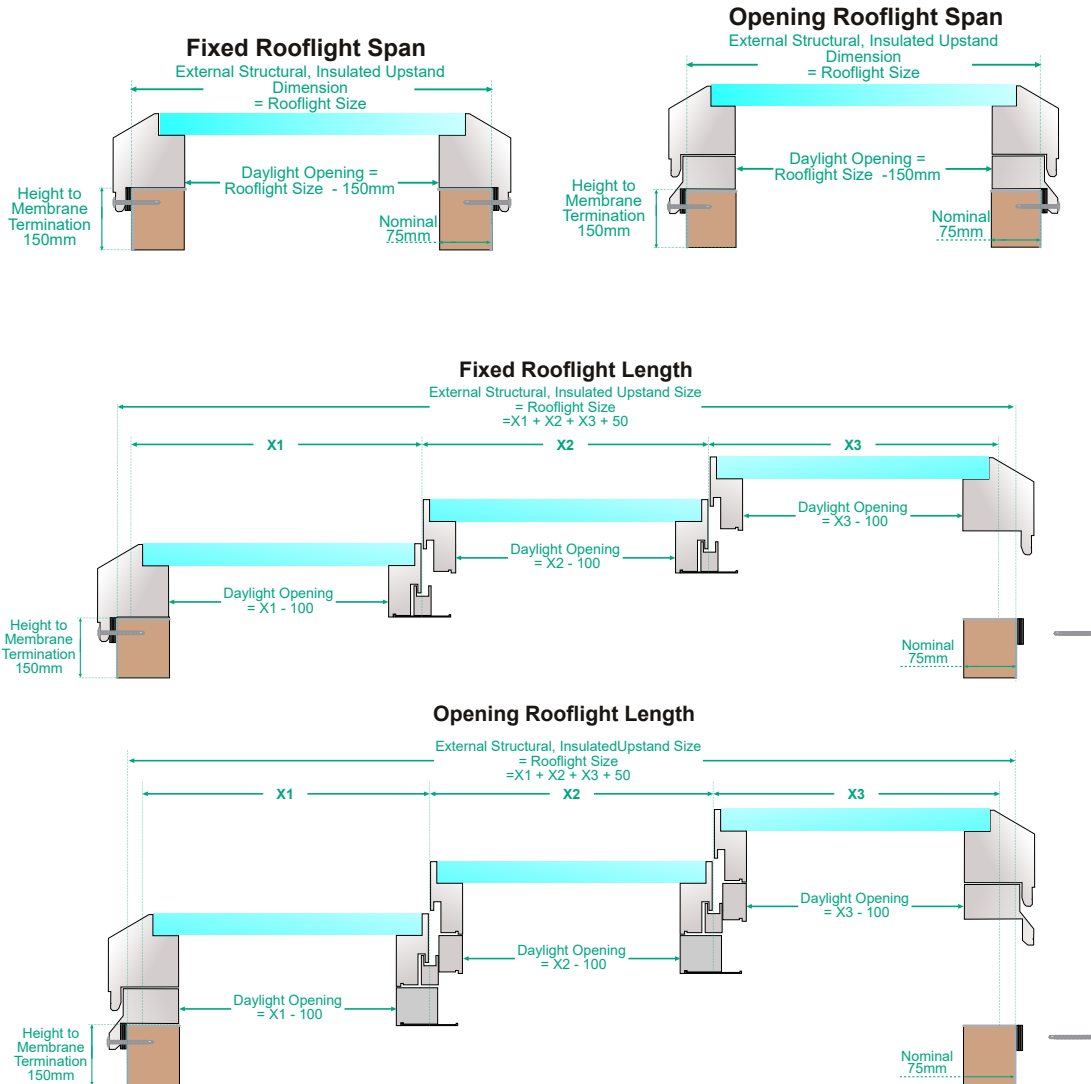 Fixed Rooflight Span
External Structural, Insulated Upstand
Dimension
= Rooflight Size
Daylight Opening =
Rooflight Size - 150mm
Height to
Membrane
Termination
150mm
Nominal
75mm
Opening Rooflight Span
External Structural, Insulated Upstand
Dimension
= Rooflight Size
Daylight Opening =
Rooflight Size -150mm
Height to
Membrane
Termination
150mm
Nominal
75mm
Fixed Rooflight Length
External Structural, Insulated Upstand Size
= Rooflight Size
=X1 + X2 + X3 + 50
X1
X2
X3
Daylight Opening
= X3 - 100
Daylight Opening
= X2 - 100
Daylight Opening
= X1 - 100
Height to
Membrane
Termination
150mm
Nominal
75mm
Opening Rooflight Length
External Structural, InsulatedUpstand Size
= Rooflight Size
=X1 + X2 + X3 + 50
X1
X2
X3
Daylight Opening
= X3 - 100
Daylight Opening
= X2 - 100
Daylight Opening
= X1 - 100
Height to
Membrane
Termination
150mm
Nominal
75mm